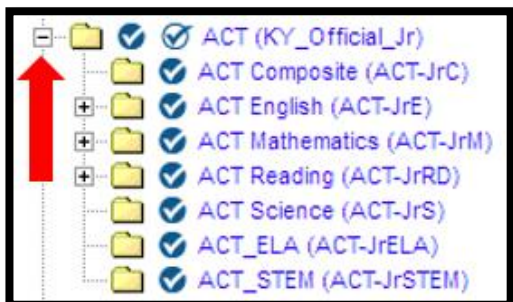 ACT (KY_Official_Jr)
ACT Composite (ACT-JrC)
ACT English (ACT-JrE)
ACT Mathematics (ACT-JrM)
ACT Reading (ACT-JrRD)
ACT Science (ACT-JrS)
ACT_ELA (ACT-JrELA)
ACT_STEM (ACT-JrSTEM)